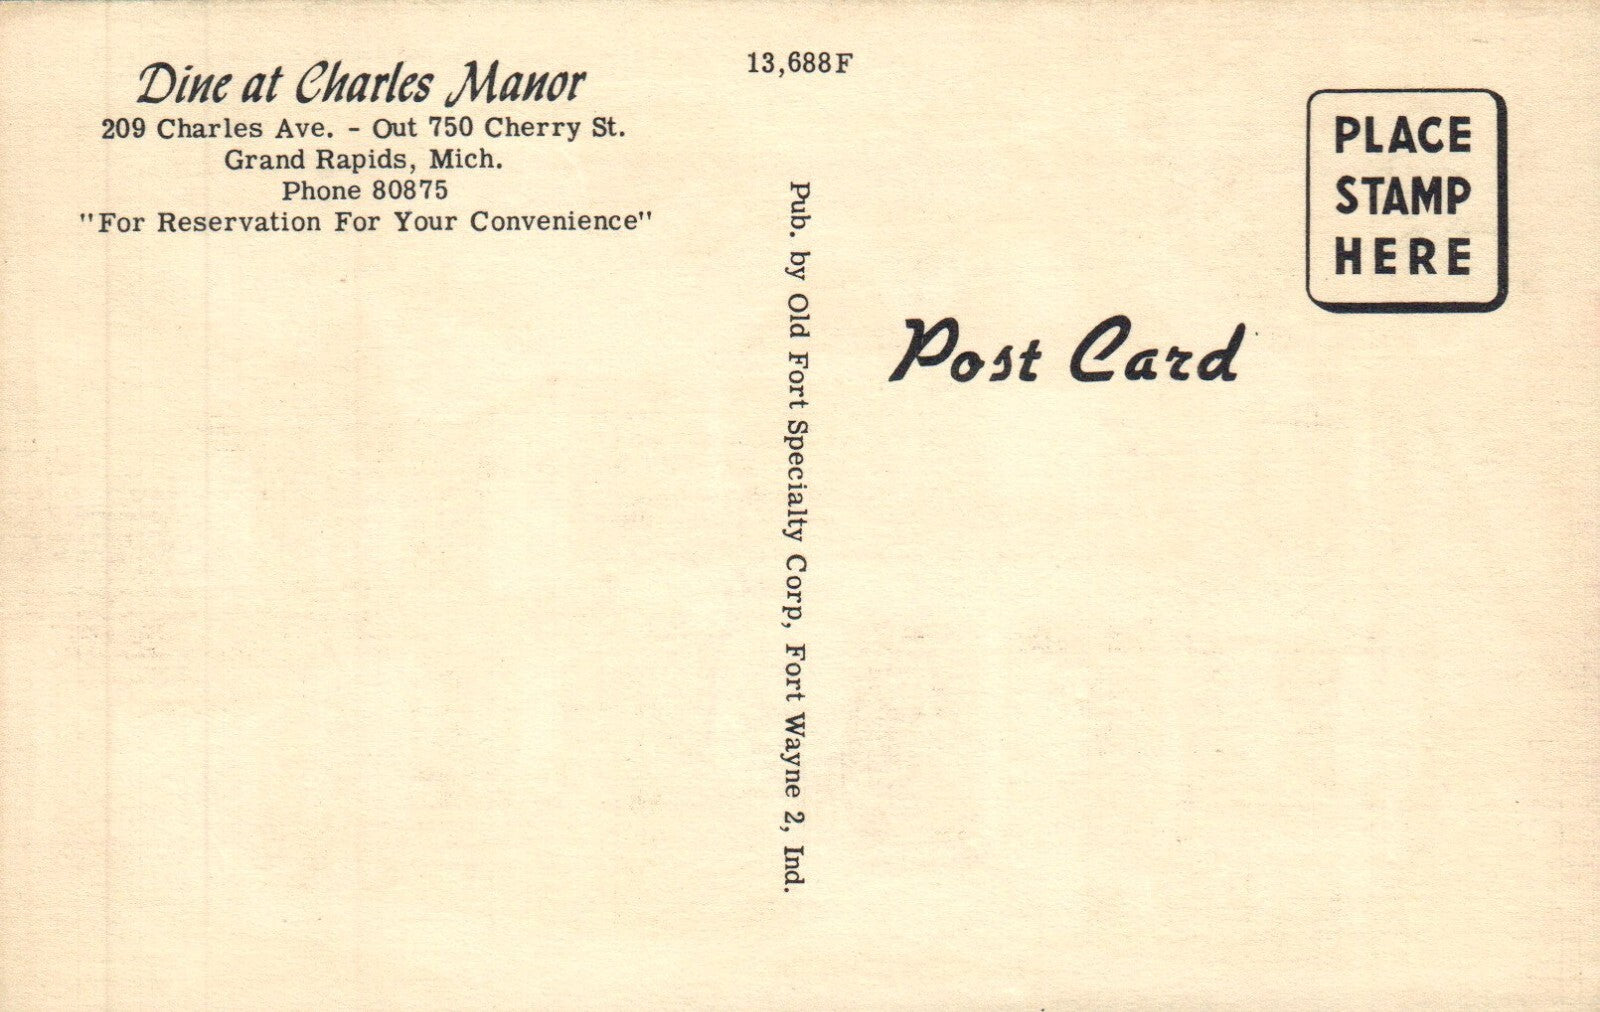 Dine at Charles Manor
209 Charles Ave. - Out 750 Cherry St.
Grand Rapids, Mich.
Phone 80875
"For Reservation For Your Convenience"
13,688F
Pub. by Old Fort Specialty Corp, Fort Wayne 2, Ind.
PLACE
STAMP
HERE
Post Card